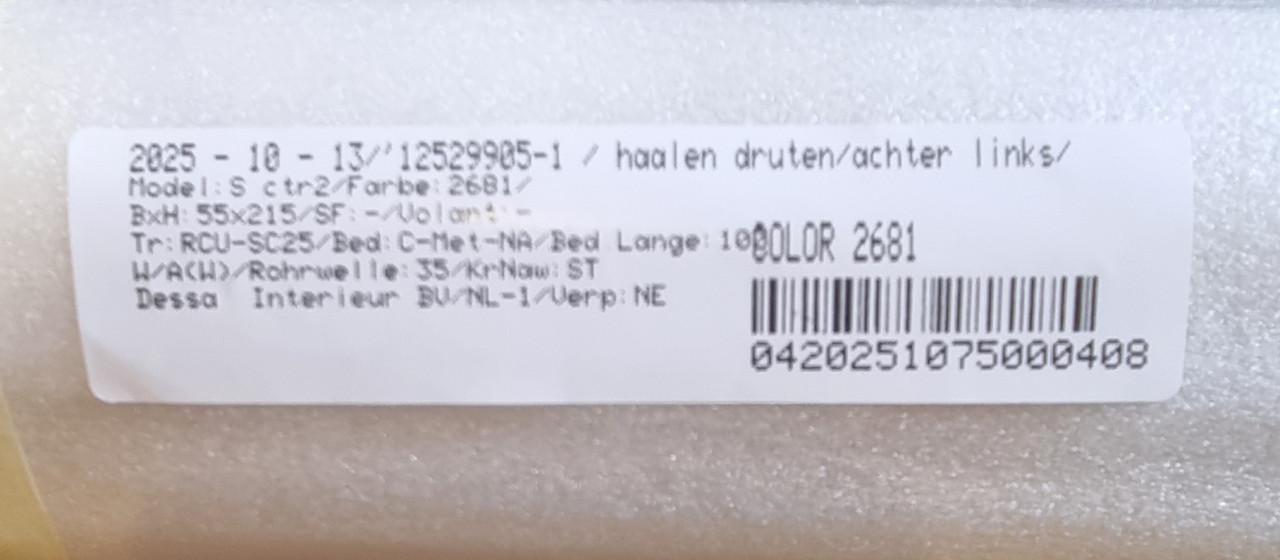 2025 - 10 - 13/'12529905-1 / haalen druten/achter links/
Model:S ctr2/Farbe:2681/
BxH:55x215/SF:-/Volant:-
Tr:RCU-SC25/Bed:C-Met-NA/Bed Lange:100
COLOR 2681
W/A(W)/Rohrwelle:35/KrNaw:ST
Dessa Interieur BV/NL-1/Verp:NE
0420251075000408